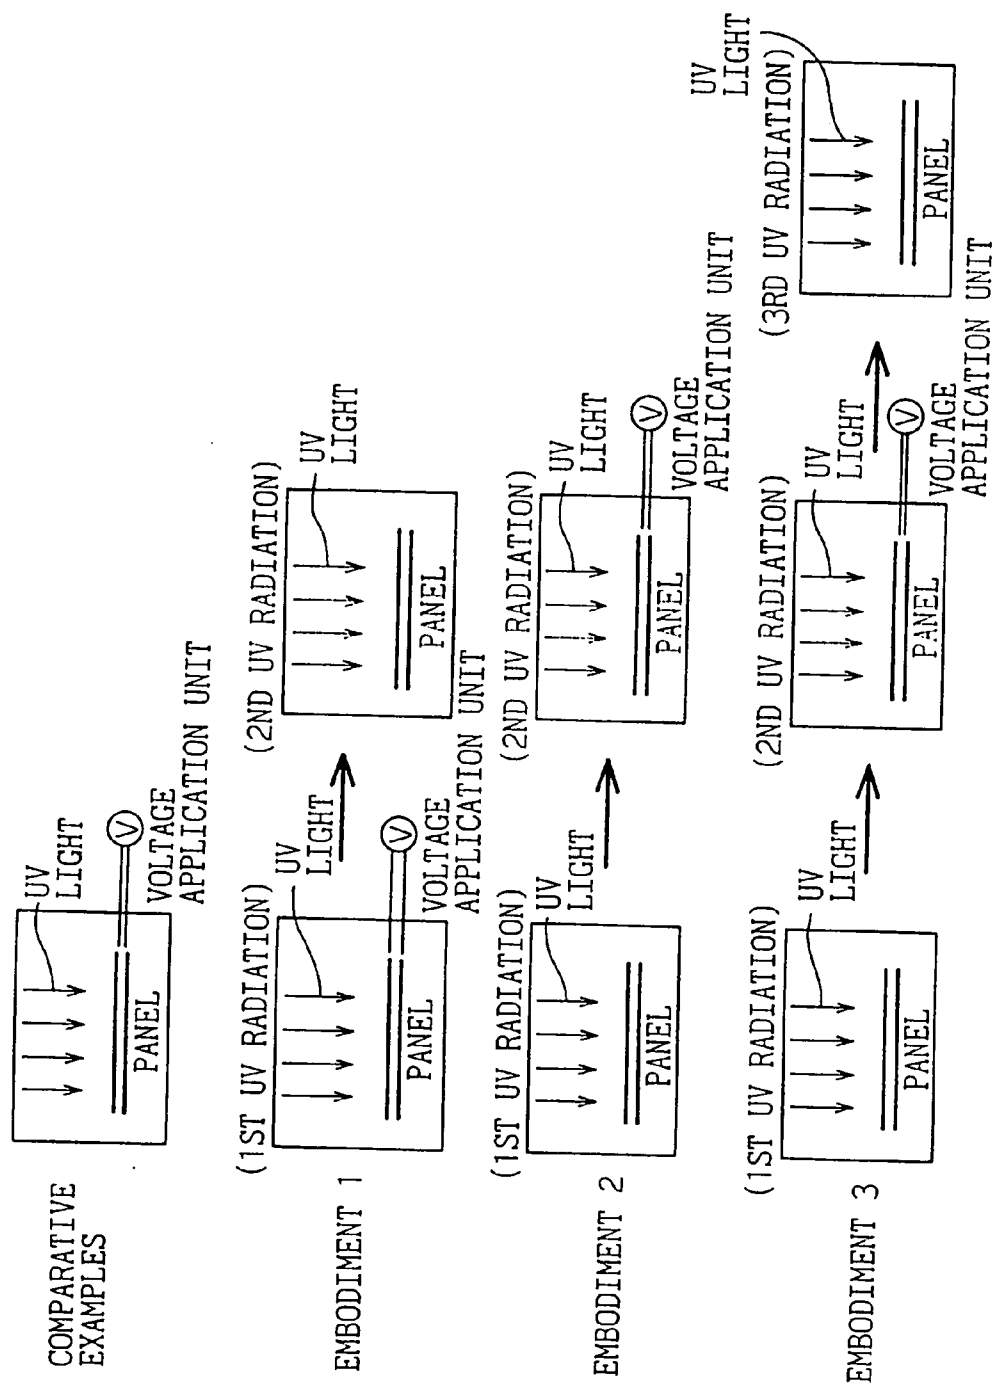 COMPARATIVE
EXAMPLES
UV
LIGHT
PANEL
V
VOLTAGE
APPLICATION UNIT
EMBODIMENT 1
(1ST UV RADIATION)
UV
LIGHT
PANEL
V
VOLTAGE
APPLICATION UNIT
(2ND UV RADIATION)
UV
LIGHT
PANEL
EMBODIMENT 2
(1ST UV RADIATION)
UV
LIGHT
PANEL
(2ND UV RADIATION)
UV
LIGHT
PANEL
V
VOLTAGE
APPLICATION UNIT
EMBODIMENT 3
(1ST UV RADIATION)
UV
LIGHT
PANEL
(2ND UV RADIATION)
UV
LIGHT
PANEL
V
VOLTAGE
APPLICATION UNIT
(3RD UV RADIATION)
UV
LIGHT
PANEL